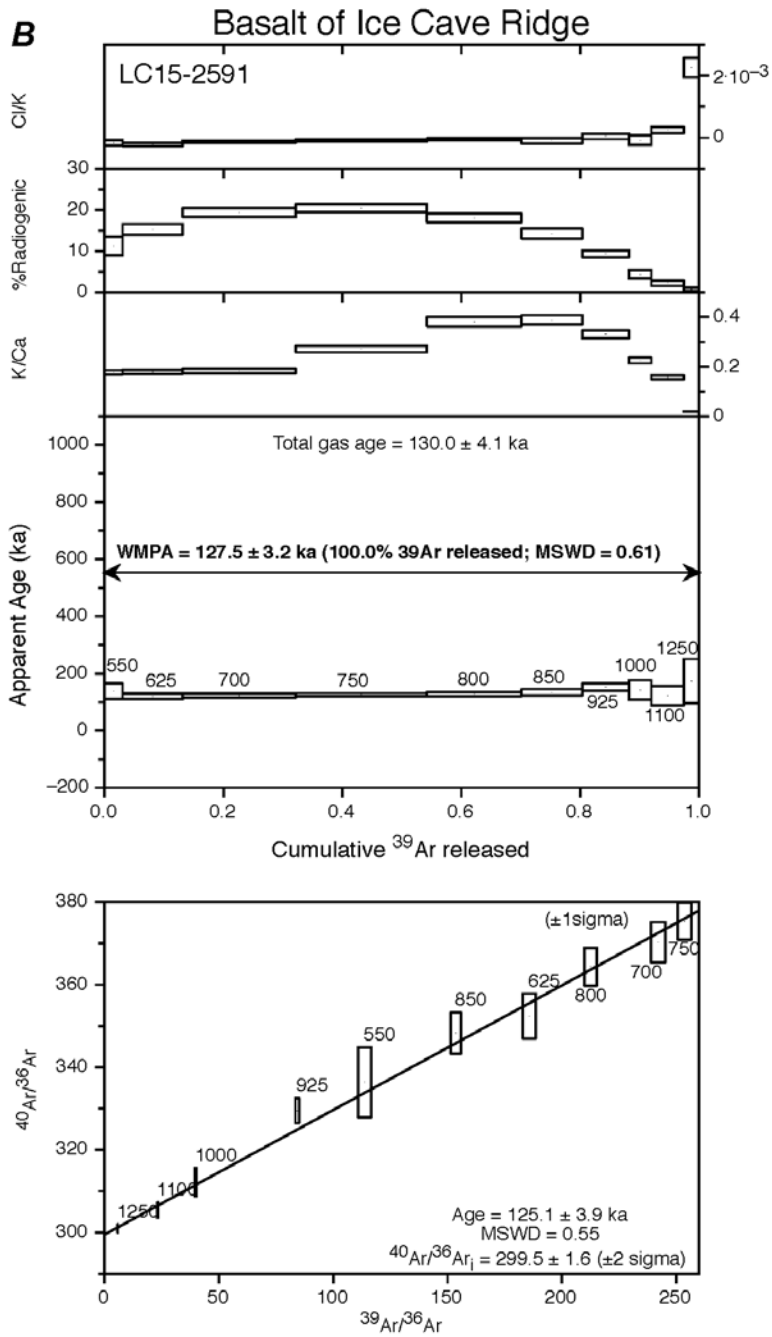 B
Basalt of Ice Cave Ridge
LC15-2591
Cl/K
2·10⁻³
0
%Radiogenic
30
20
10
0
K/Ca
0.4
0.2
0
Apparent Age (ka)
1000
800
600
400
200
0
−200
Total gas age = 130.0 ± 4.1 ka
WMPA = 127.5 ± 3.2 ka (100.0% 39Ar released; MSWD = 0.61)
550
625
700
750
800
850
925
1000
1100
1250
0.0 0.2 0.4 0.6 0.8 1.0
Cumulative ³⁹Ar released
⁴⁰Ar/³⁶Ar
380
360
340
320
300
(±1sigma)
750
700
800
625
850
550
925
1000
1100
1250
Age = 125.1 ± 3.9 ka
MSWD = 0.55
⁴⁰Ar/³⁶Arᵢ = 299.5 ± 1.6 (±2 sigma)
0 50 100 150 200 250
³⁹Ar/³⁶Ar